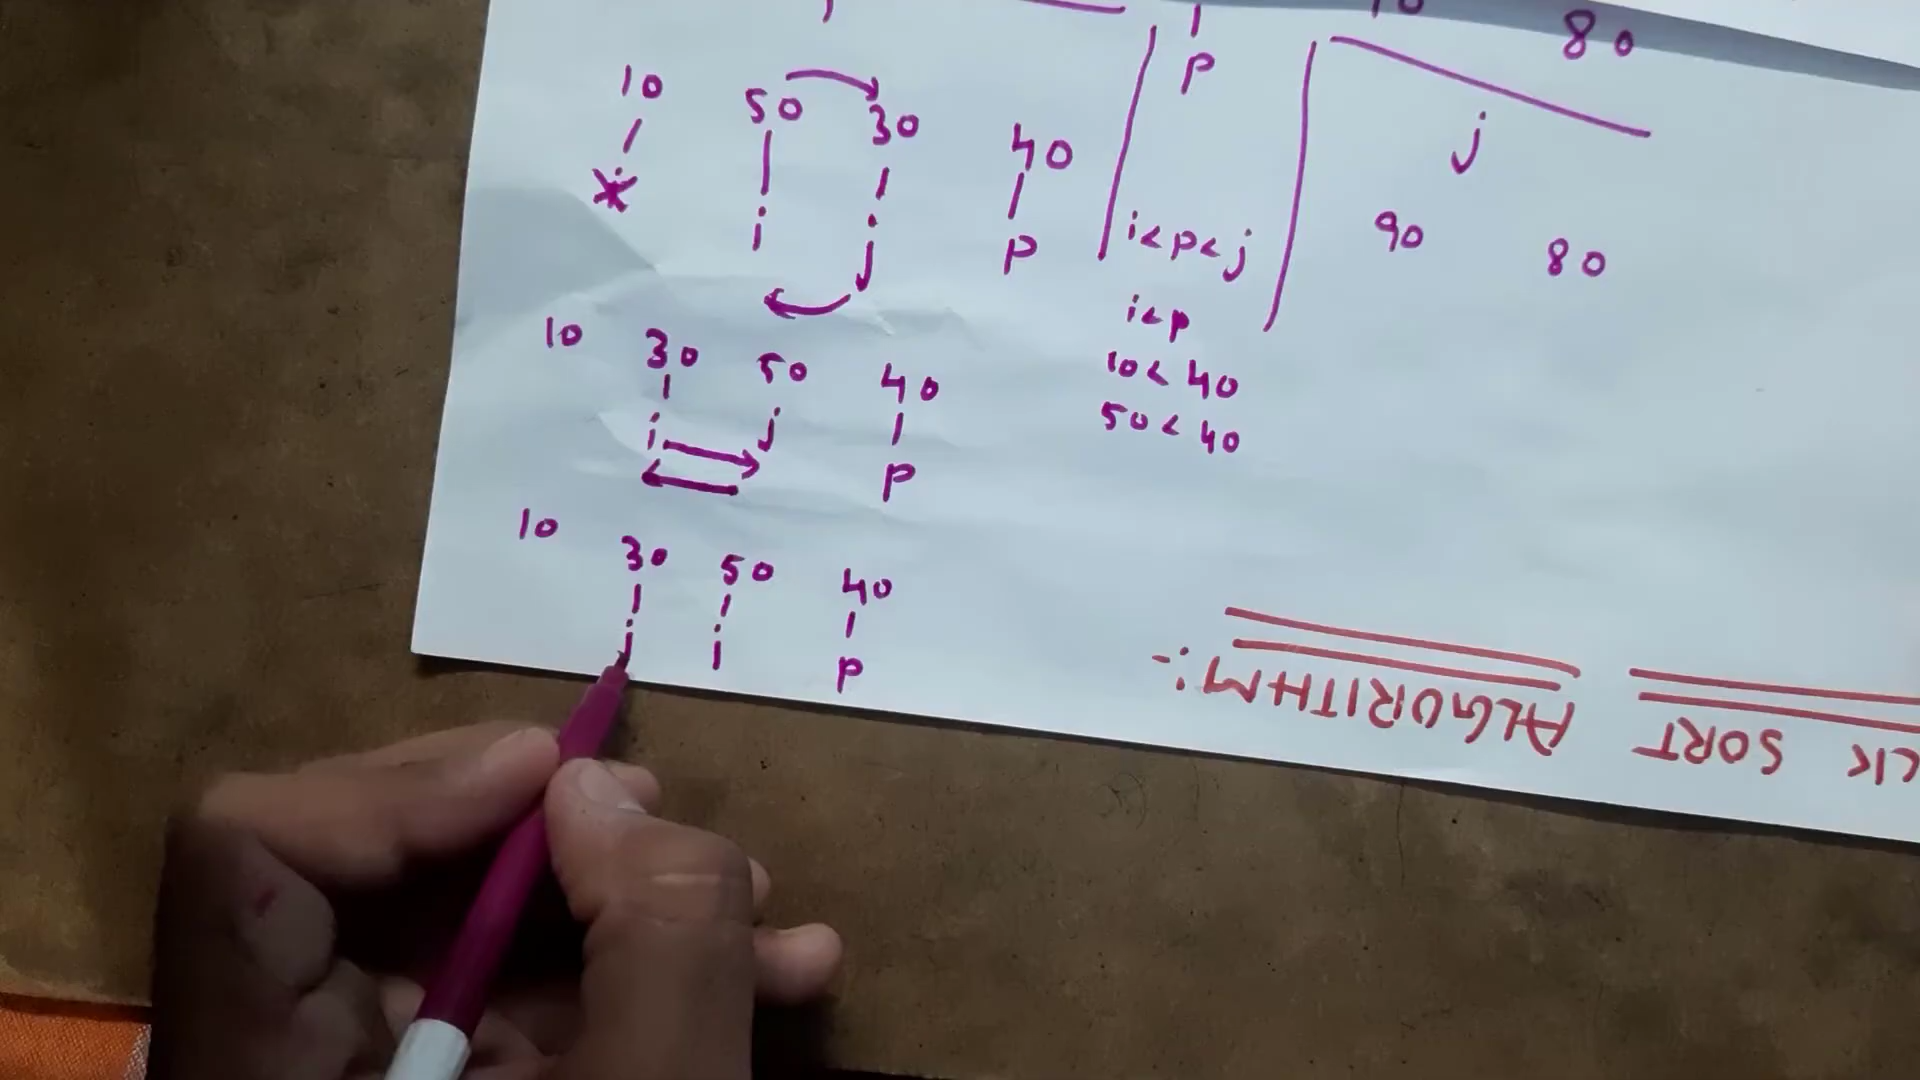 p
80
10 50 30 40
j
i j p
i<p<j
90 80
i<p
10 30 50 40
10 < 40
i j p
50 < 40
10 30 50 40
j i p
SORT
ALGORITHM:-